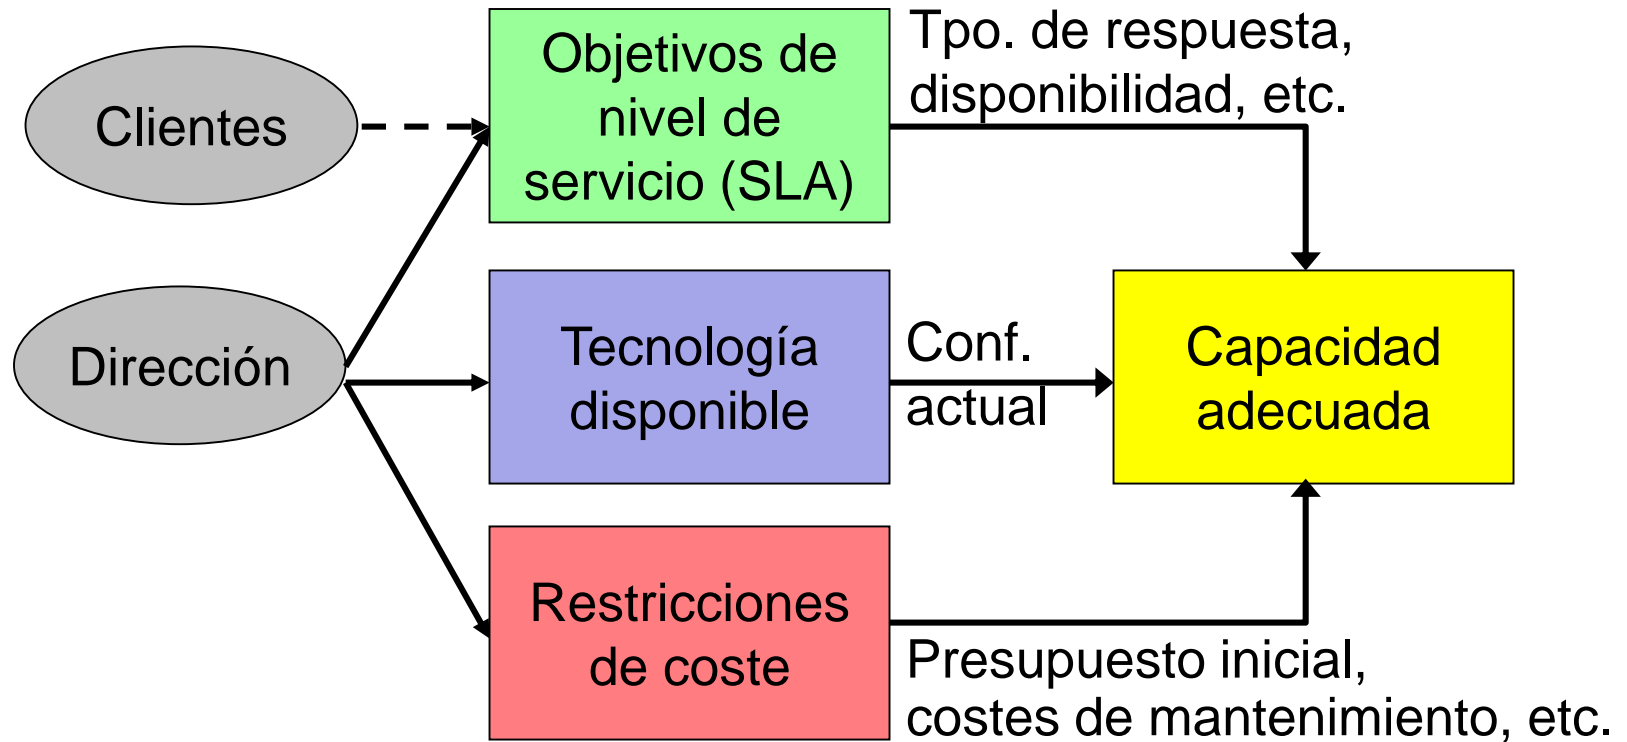 Clientes
Objetivos de
nivel de
servicio (SLA)
Tpo. de respuesta,
disponibilidad, etc.
Dirección
Tecnología
disponible
Conf.
actual
Capacidad
adecuada
Restricciones
de coste
Presupuesto inicial,
costes de mantenimiento, etc.